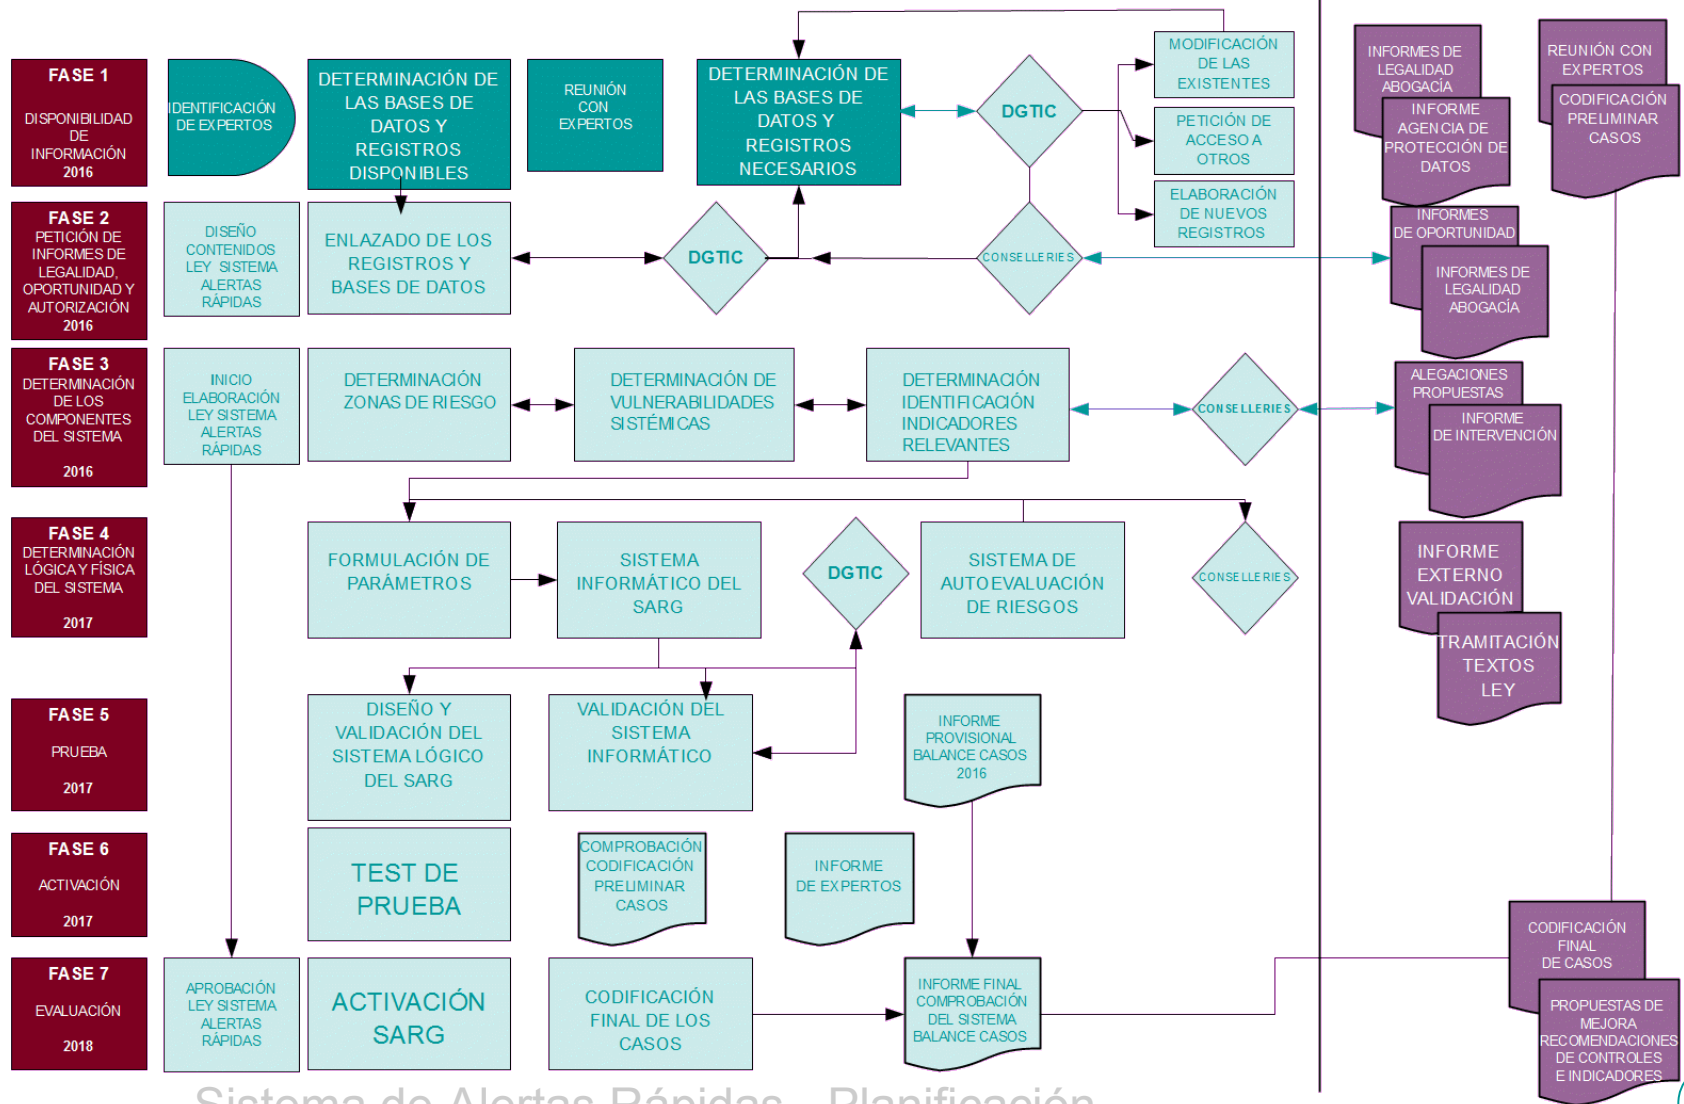 FASE 1
DISPONIBILIDAD
DE
INFORMACIÓN
2016
IDENTIFICACIÓN
DE EXPERTOS
DETERMINACIÓN DE
LAS BASES DE
DATOS Y
REGISTROS
DISPONIBLES
REUNIÓN
CON
EXPERTOS
DETERMINACIÓN DE
LAS BASES DE
DATOS Y
REGISTROS
NECESARIOS
DGTIC
MODIFICACIÓN
DE LAS
EXISTENTES
PETICIÓN DE
ACCESO A
OTROS
ELABORACIÓN
DE NUEVOS
REGISTROS
INFORMES DE
LEGALIDAD
ABOGACÍA
INFORME
AGENCIA DE
PROTECCIÓN DE
DATOS
REUNIÓN CON
EXPERTOS
CODIFICACIÓN
PRELIMINAR
CASOS
FASE 2
PETICIÓN DE
INFORMES DE
LEGALIDAD,
OPORTUNIDAD Y
AUTORIZACIÓN
2016
DISEÑO
CONTENIDOS
LEY SISTEMA
ALERTAS
RÁPIDAS
ENLAZADO DE LOS
REGISTROS Y
BASES DE DATOS
DGTIC
CONSELLERIES
INFORMES
DE OPORTUNIDAD
INFORMES DE
LEGALIDAD
ABOGACÍA
FASE 3
DETERMINACIÓN
DE LOS
COMPONENTES
DEL SISTEMA
2016
INICIO
ELABORACIÓN
LEY SISTEMA
ALERTAS
RÁPIDAS
DETERMINACIÓN
ZONAS DE RIESGO
DETERMINACIÓN DE
VULNERABILIDADES
SISTÉMICAS
DETERMINACIÓN
IDENTIFICACIÓN
INDICADORES
RELEVANTES
CONSELLERIES
ALEGACIONES
PROPUESTAS
INFORME
DE INTERVENCIÓN
FASE 4
DETERMINACIÓN
LÓGICA Y FÍSICA
DEL SISTEMA
2017
FORMULACIÓN DE
PARÁMETROS
SISTEMA
INFORMÁTICO DEL
SARG
DGTIC
SISTEMA DE
AUTOEVALUACIÓN
DE RIESGOS
CONSELLERIES
INFORME
EXTERNO
VALIDACIÓN
TRAMITACIÓN
TEXTOS
LEY
FASE 5
PRUEBA
2017
DISEÑO Y
VALIDACIÓN DEL
SISTEMA LÓGICO
DEL SARG
VALIDACIÓN DEL
SISTEMA
INFORMÁTICO
INFORME
PROVISIONAL
BALANCE CASOS
2016
FASE 6
ACTIVACIÓN
2017
TEST DE
PRUEBA
COMPROBACIÓN
CODIFICACIÓN
PRELIMINAR
CASOS
INFORME
DE EXPERTOS
FASE 7
EVALUACIÓN
2018
APROBACIÓN
LEY SISTEMA
ALERTAS
RÁPIDAS
ACTIVACIÓN
SARG
CODIFICACIÓN
FINAL DE LOS
CASOS
INFORME FINAL
COMPROBACIÓN
DEL SISTEMA
BALANCE CASOS
CODIFICACIÓN
FINAL
DE CASOS
PROPUESTAS DE
MEJORA
RECOMENDACIONES
DE CONTROLES
E INDICADORES
Sistema de Alertas Rápidas - Planificación